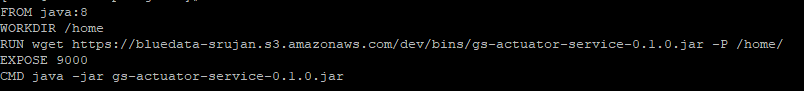 FROM java:8
WORKDIR /home
RUN wget https://bluedata-srujan.s3.amazonaws.com/dev/bins/gs-actuator-service-0.1.0.jar -P /home/
EXPOSE 9000
CMD java -jar gs-actuator-service-0.1.0.jar